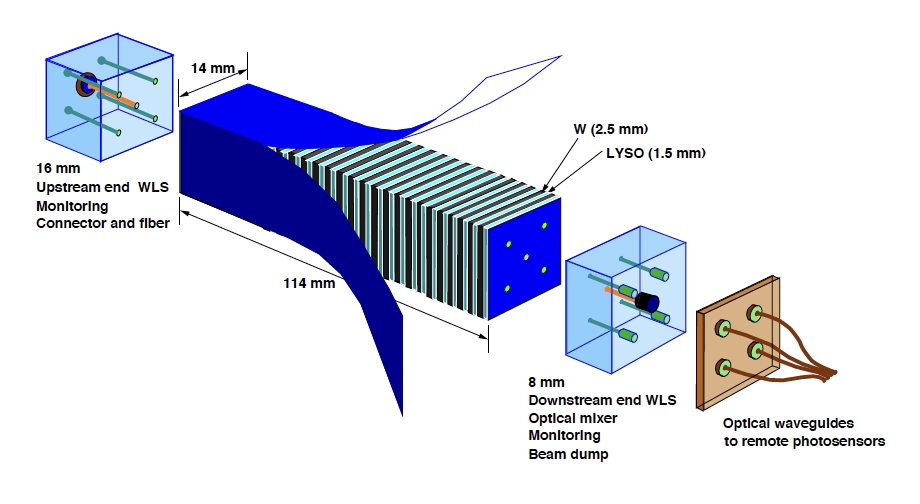 14 mm
W (2.5 mm)
LYSO (1.5 mm)
16 mm
Upstream end WLS
Monitoring
Connector and fiber
114 mm
8 mm
Downstream end WLS
Optical mixer
Monitoring
Beam dump
Optical waveguides
to remote photosensors